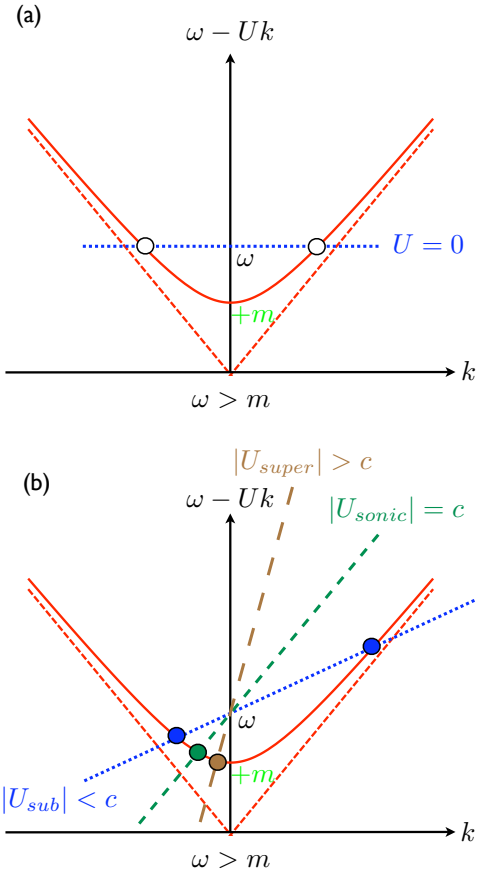 (a)
ω − Uk
U = 0
ω
+m
k
ω > m
|U_super| > c
(b)
ω − Uk
|U_sonic| = c
ω
+m
|U_sub| < c
k
ω > m